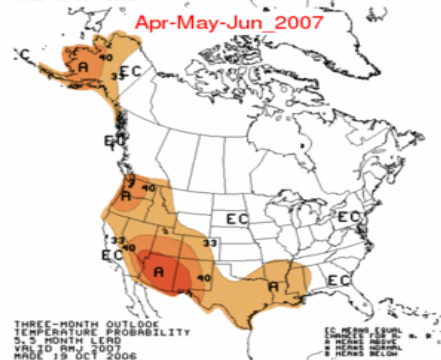 Apr-May-Jun_2007
40
A
C
33
EC
EC
A
40
EC
EC
33
40
33
EC
A
40
A
EC
THREE-MONTH OUTLOOK
TEMPERATURE PROBABILITY
5.5 MONTH LEAD
VALID AMJ 2007
MADE 19 OCT 2006
EC MEANS EQUAL
CHANCES FOR A, N, B
A MEANS ABOVE
N MEANS NORMAL
B MEANS BELOW